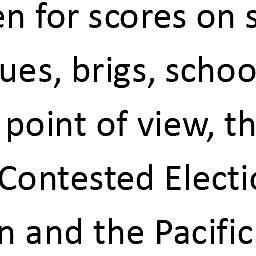 en for scores on s
ues, brigs, schoo
point of view, th
Contested Electi
n and the Pacific